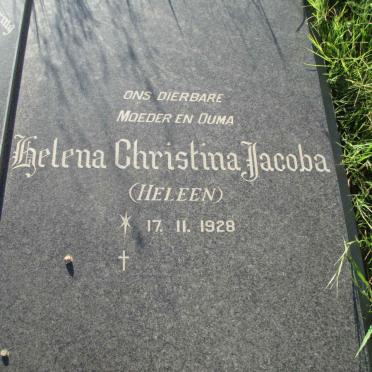 ONS DIERBARE
MOEDER EN OUMA
Helena Christina Jacoba
(HELEEN)
* 17. 11. 1928
†